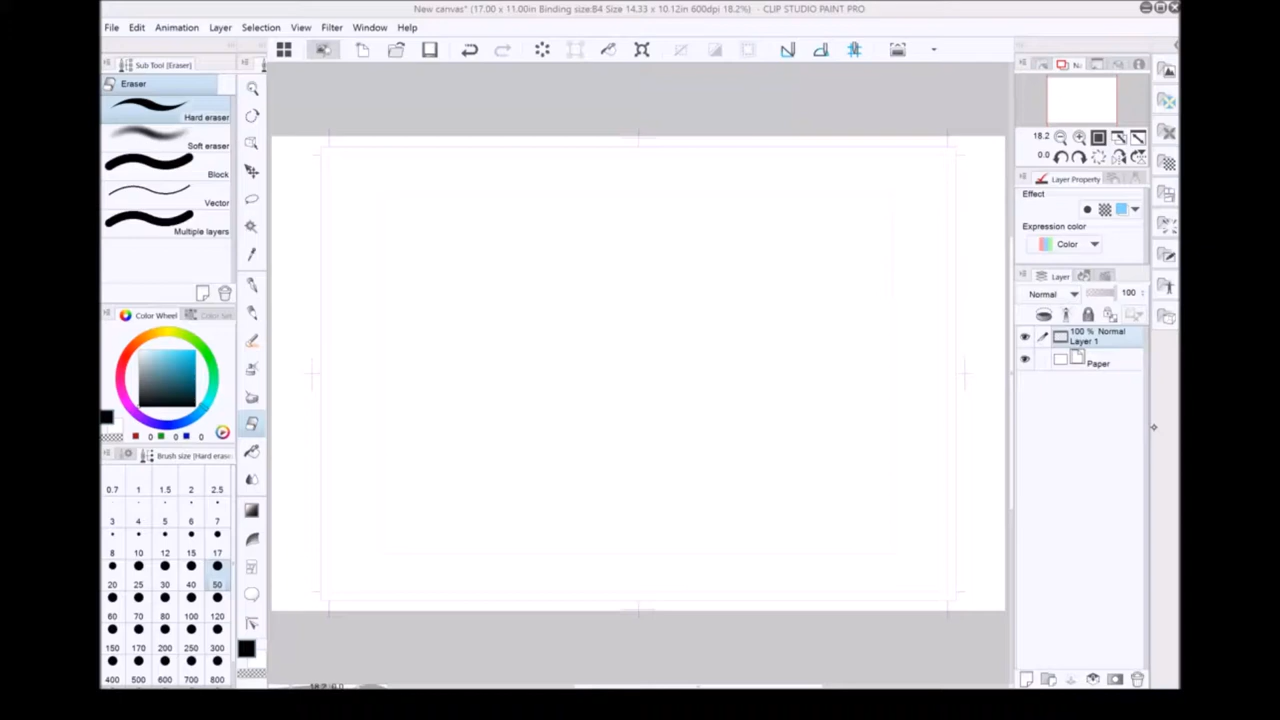 New canvas* (17.00 x 11.00in Binding size:B4 Size 14.33 x 10.12in 600dpi 18.2%) - CLIP STUDIO PAINT PRO
File Edit Animation Layer Selection View Filter Window Help
Sub Tool [Eraser]
Eraser
Hard eraser
Soft eraser
Block
Vector
Multiple layers
Color Wheel
0 0 0
Brush size [Hard erase
0.7 1 1.5 2 2.5
3 4 5 6 7
8 10 12 15 17
20 25 30 40 50
60 70 80 100 120
150 170 200 250 300
400 500 600 700 800
18.2
0.0
Layer Property
Effect
Expression color
Color
Layer
Normal 100
100 % Normal
Layer 1
Paper